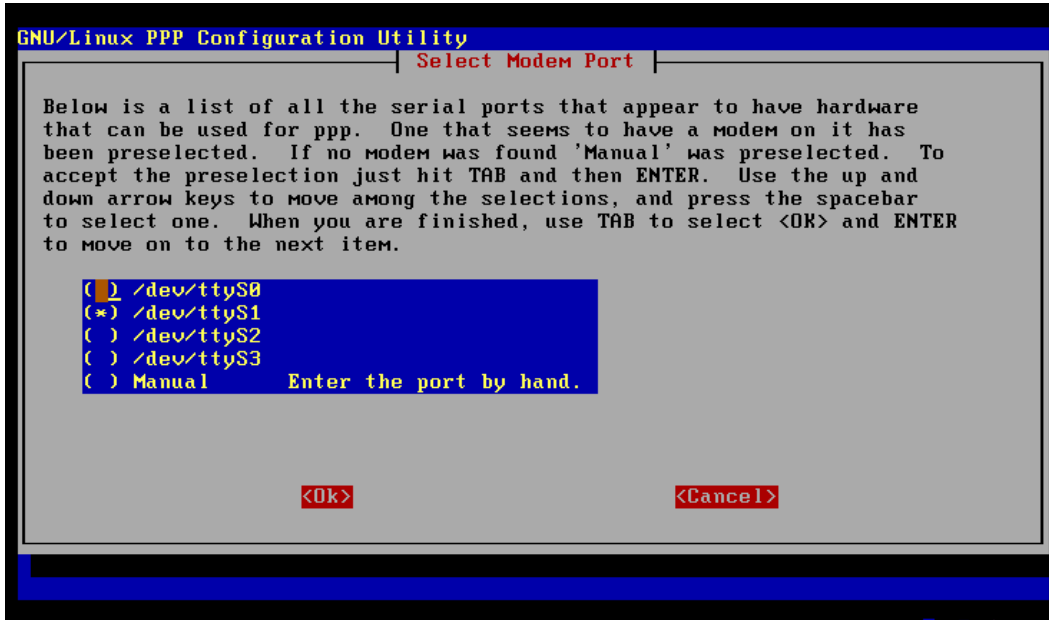 GNU/Linux PPP Configuration Utility
Select Modem Port
Below is a list of all the serial ports that appear to have hardware
that can be used for ppp.  One that seems to have a modem on it has
been preselected.  If no modem was found 'Manual' was preselected.  To
accept the preselection just hit TAB and then ENTER.  Use the up and
down arrow keys to move among the selections, and press the spacebar
to select one.  When you are finished, use TAB to select <OK> and ENTER
to move on to the next item.
( ) /dev/ttyS0
(*) /dev/ttyS1
( ) /dev/ttyS2
( ) /dev/ttyS3
( ) Manual      Enter the port by hand.
<Ok> <Cancel>